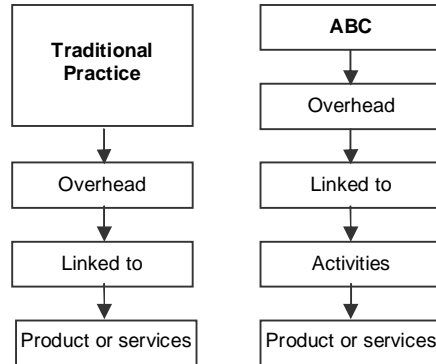 Traditional
Practice
Overhead
Linked to
Product or services
ABC
Overhead
Linked to
Activities
Product or services